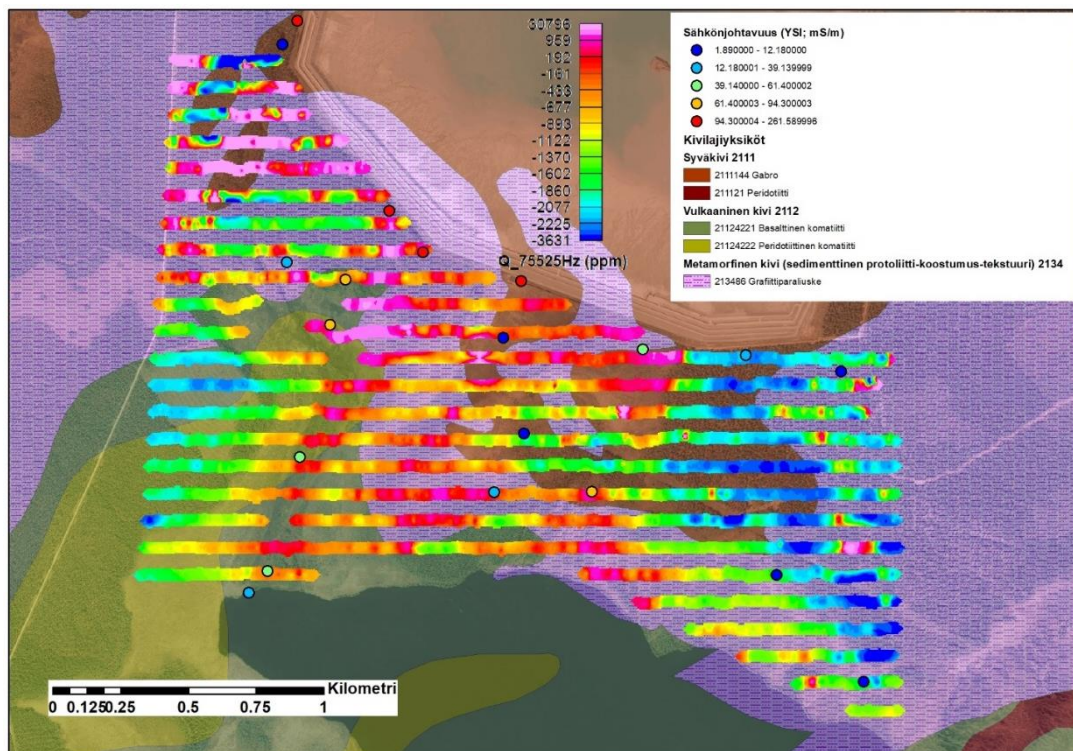 30796
959
192
-161
-483
-677
-893
-1122
-1370
-1602
-1860
-2077
-2225
-3631
Q_75525Hz (ppm)
Sähkönjohtavuus (YSI; mS/m)
1.890000 - 12.180000
12.180001 - 39.139999
39.140000 - 61.400002
61.400003 - 94.300003
94.300004 - 261.589996
Kivilajiyksiköt
Syväkivi 2111
2111144 Gabro
211121 Peridotiitti
Vulkaaninen kivi 2112
21124221 Basalttinen komatiitti
21124222 Peridotiittinen komatiitti
Metamorfinen kivi (sedimenttinen protoliitti-koostumus-tekstuuri) 2134
213486 Grafiittiparaliuske
Kilometri
0 0.125 0.25 0.5 0.75 1